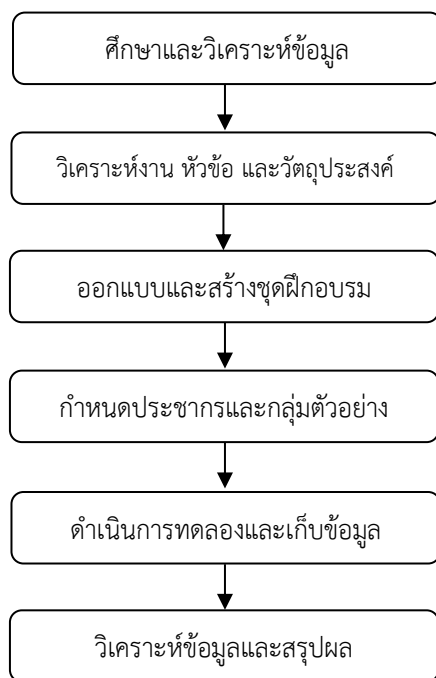 ศึกษาและวิเคราะห์ข้อมูล
วิเคราะห์งาน หัวข้อ และวัตถุประสงค์
ออกแบบและสร้างชุดฝึกอบรม
กำหนดประชากรและกลุ่มตัวอย่าง
ดำเนินการทดลองและเก็บข้อมูล
วิเคราะห์ข้อมูลและสรุปผล